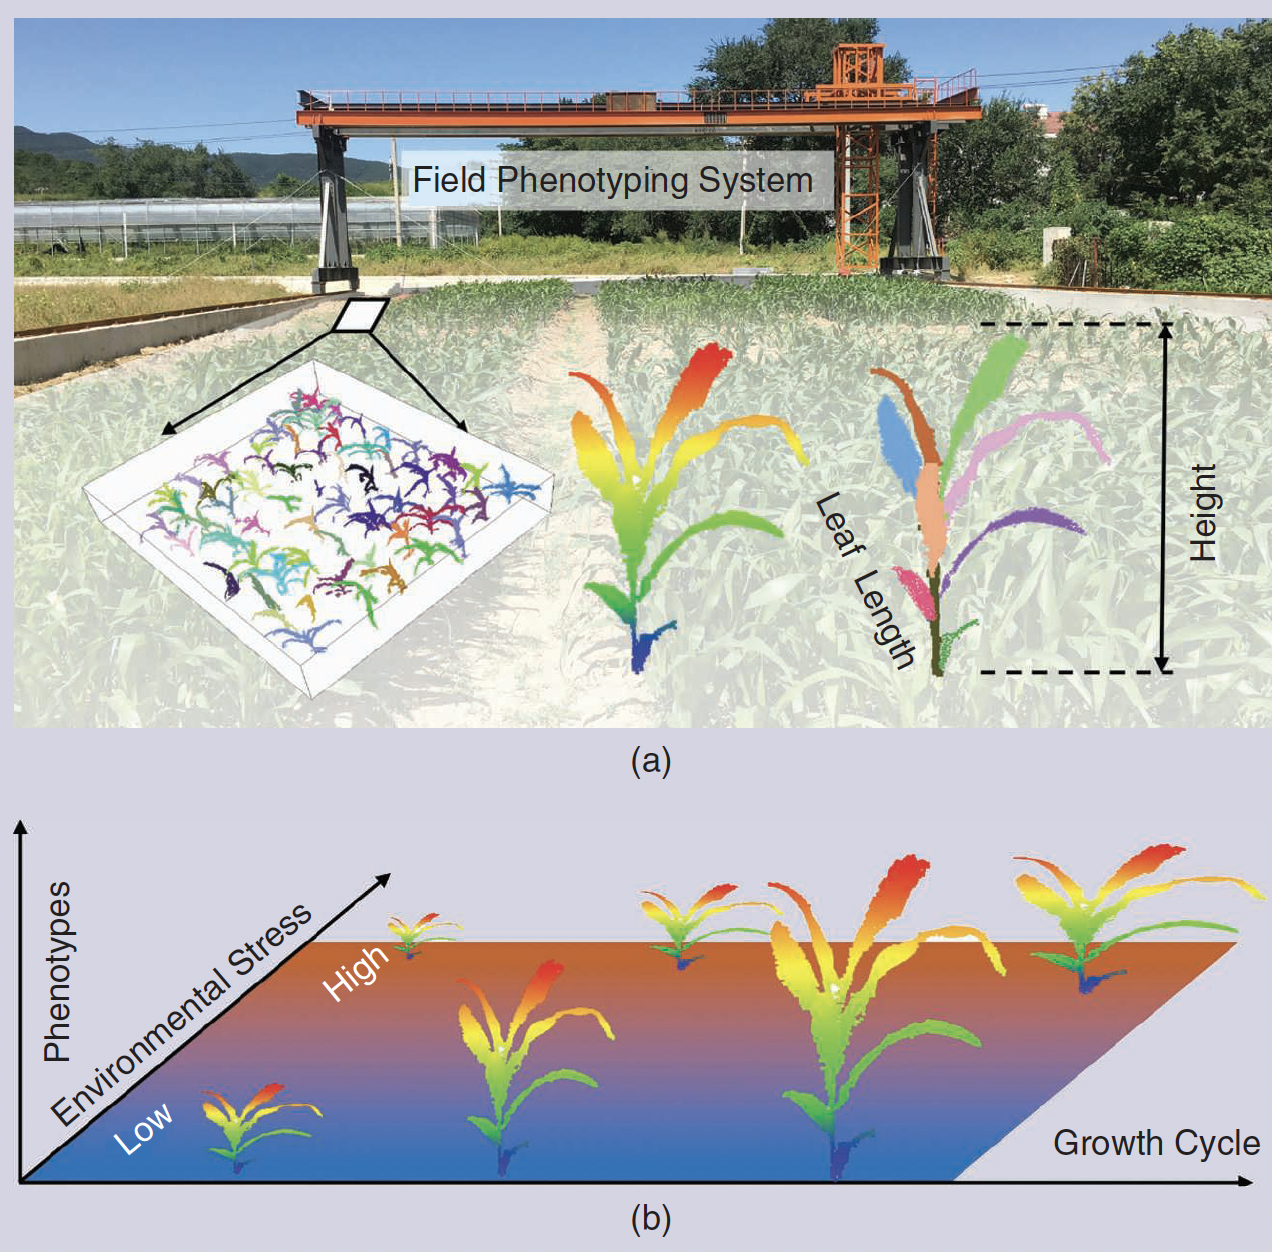 Field Phenotyping System
Leaf Length
Height
(a)
Phenotypes
Environmental Stress
High
Low
Growth Cycle
(b)